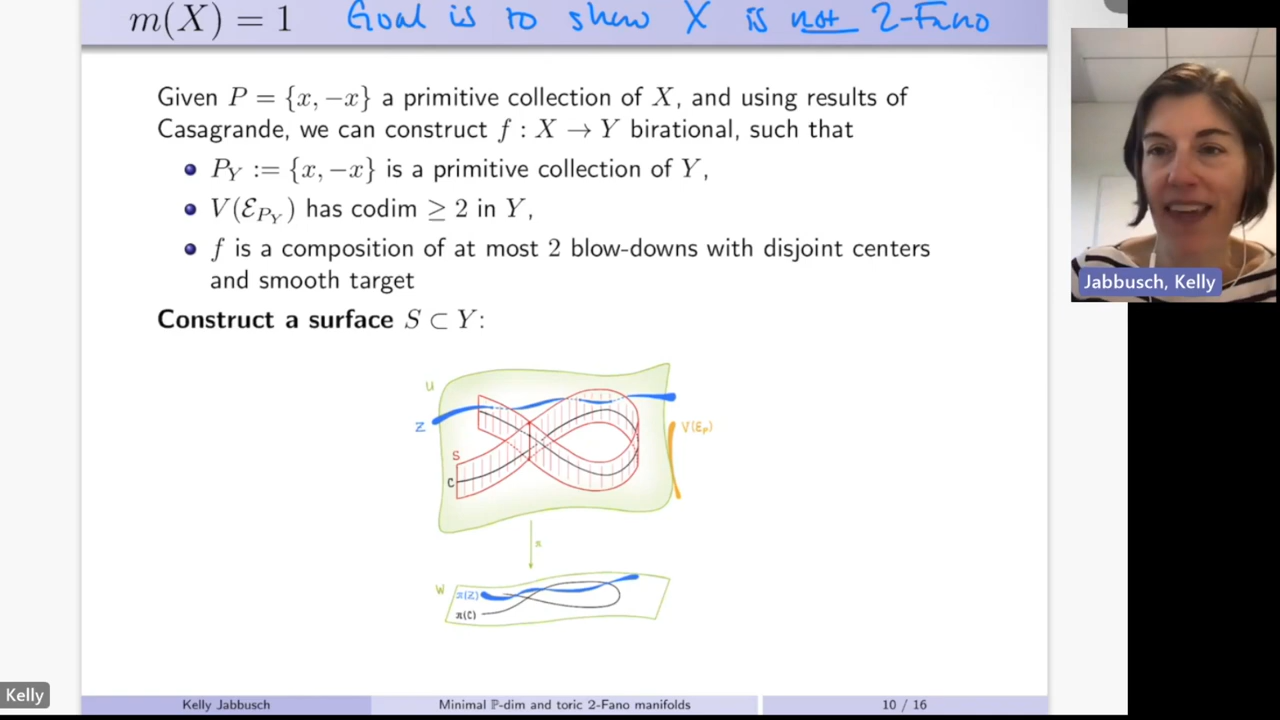 m(X) = 1 Goal is to show X is not 2-Fano
Given P = {x, −x} a primitive collection of X, and using results of
Casagrande, we can construct f : X → Y birational, such that
P_Y := {x, −x} is a primitive collection of Y,
V(ℰ_{P_Y}) has codim ≥ 2 in Y,
f is a composition of at most 2 blow-downs with disjoint centers
and smooth target
Construct a surface S ⊂ Y:
U
Z
V(E_P)
S
C
π
W
π(Z)
π(C)
Jabbusch, Kelly
Kelly
Kelly Jabbusch Minimal ℙ-dim and toric 2-Fano manifolds 10 / 16